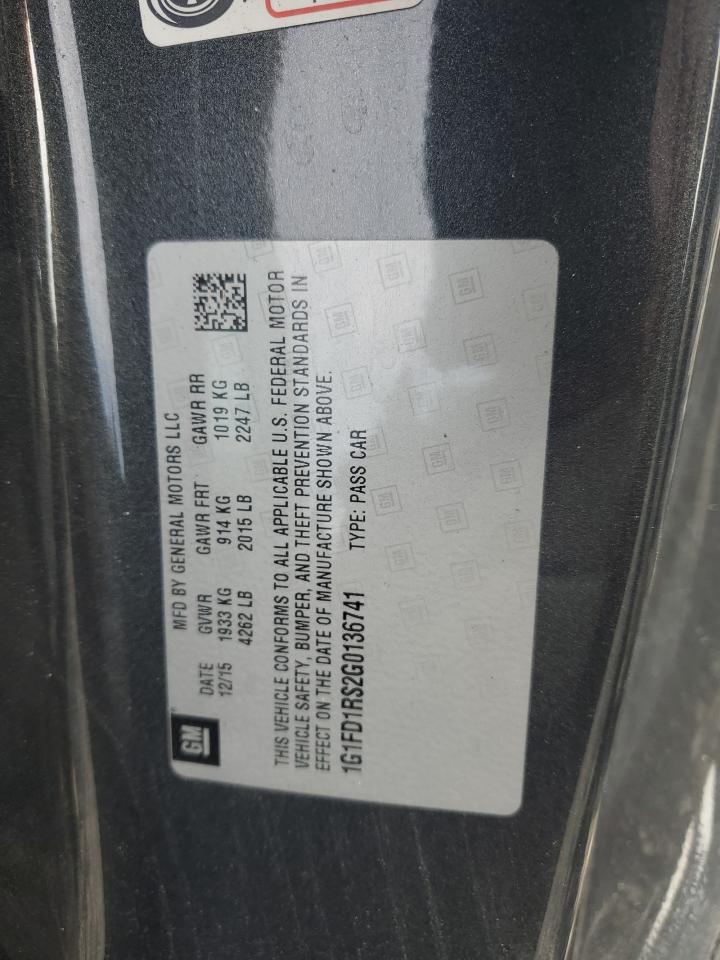 GM
MFD BY GENERAL MOTORS LLC
DATE GVWR GAWR FRT GAWR RR
12/15 1933 KG 914 KG 1019 KG
4262 LB 2015 LB 2247 LB
THIS VEHICLE CONFORMS TO ALL APPLICABLE U.S. FEDERAL MOTOR
VEHICLE SAFETY, BUMPER, AND THEFT PREVENTION STANDARDS IN
EFFECT ON THE DATE OF MANUFACTURE SHOWN ABOVE.
1G1FD1RS2G0136741 TYPE: PASS CAR